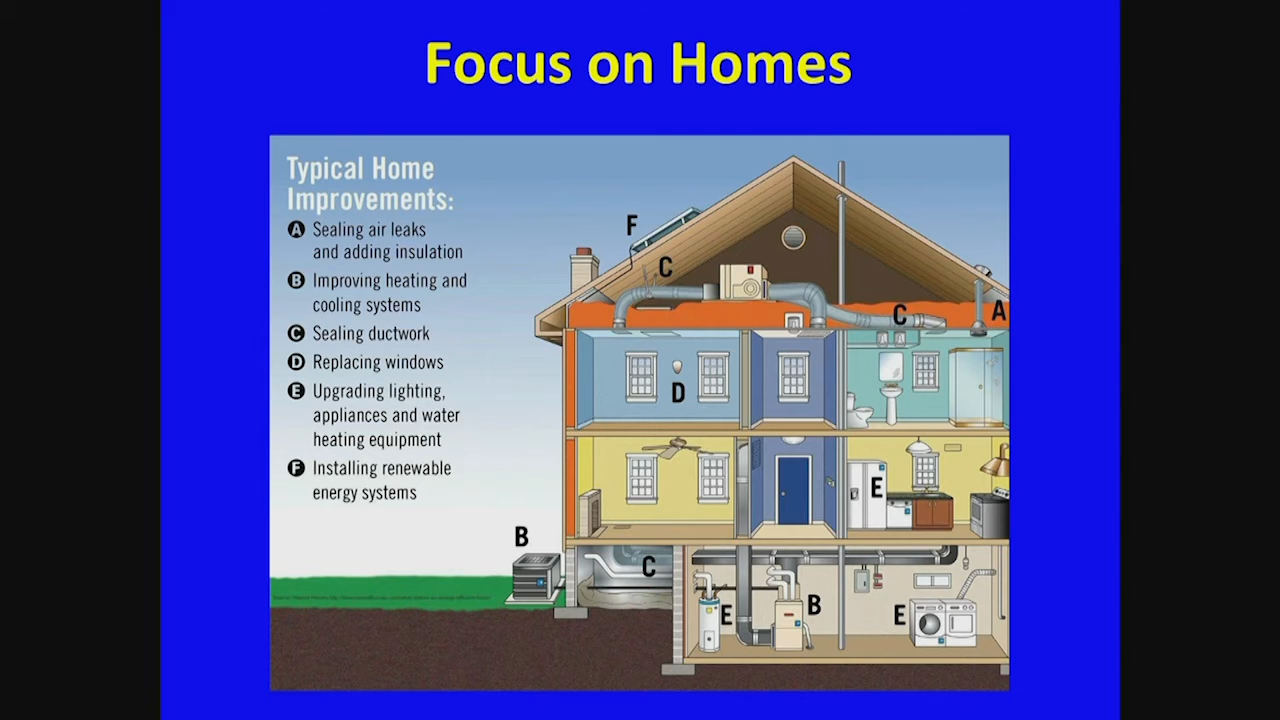 Focus on Homes
Typical Home
Improvements:
A Sealing air leaks
and adding insulation
B Improving heating and
cooling systems
C Sealing ductwork
D Replacing windows
E Upgrading lighting,
appliances and water
heating equipment
F Installing renewable
energy systems
F
C
C
A
D
E
B
C
E
B
E